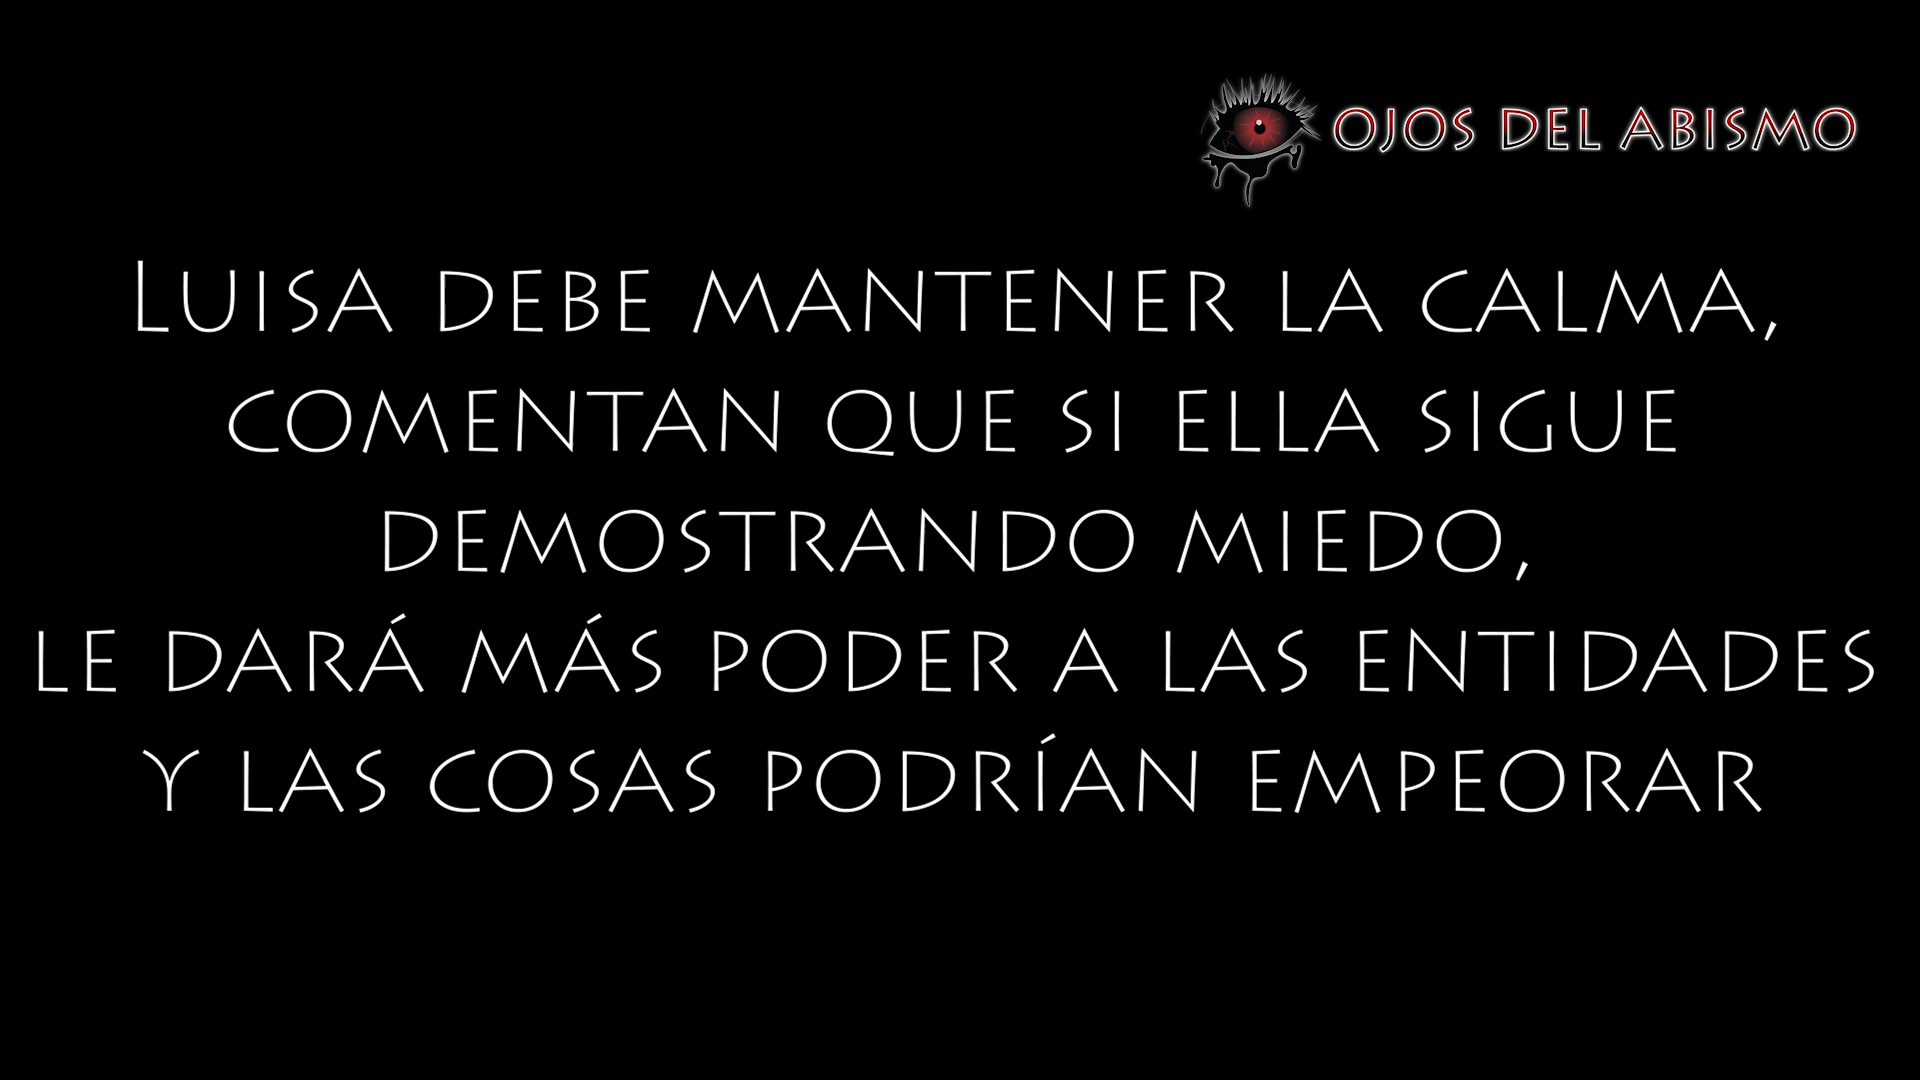 OJOS DEL ABISMO
LUISA DEBE MANTENER LA CALMA,
COMENTAN QUE SI ELLA SIGUE
DEMOSTRANDO MIEDO,
LE DARÁ MÁS PODER A LAS ENTIDADES
Y LAS COSAS PODRÍAN EMPEORAR